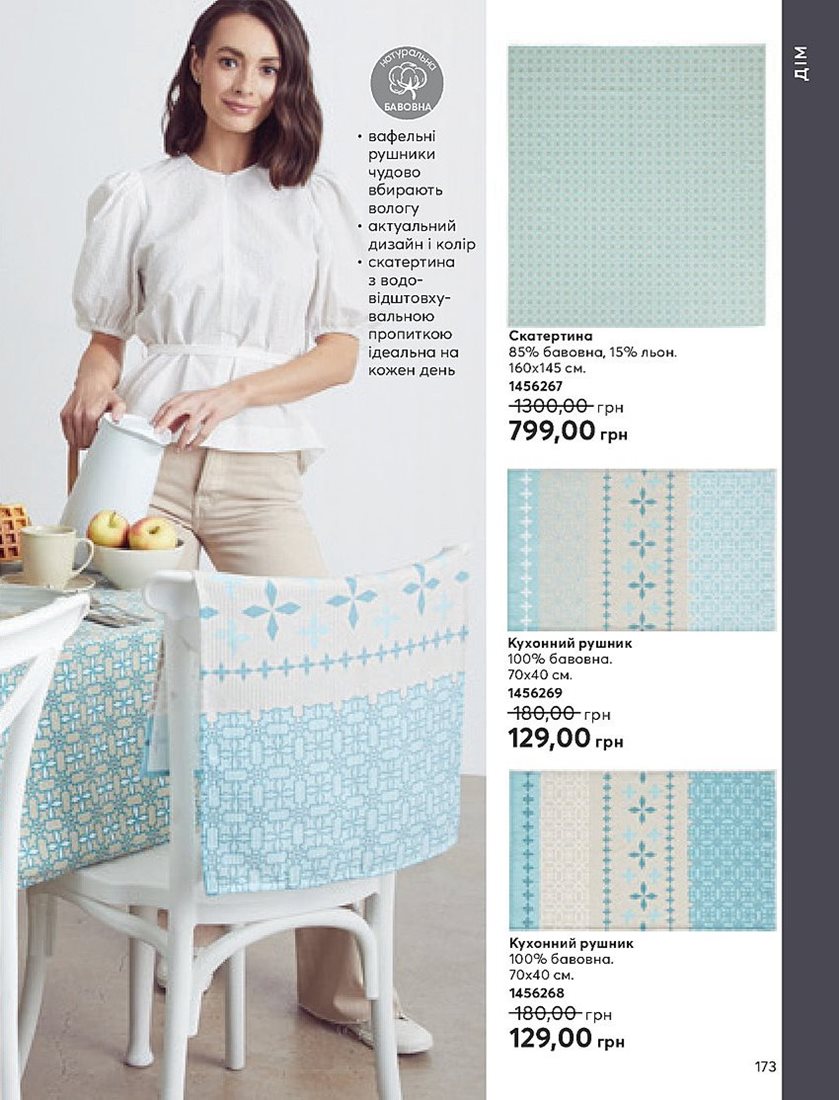 натуральна
БАВОВНА
• вафельні
рушники
чудово
вбирають
вологу
• актуальний
дизайн і колір
• скатертина
з водо-
відштовху-
вальною
пропиткою
ідеальна на
кожен день
ДІМ
Скатертина
85% бавовна, 15% льон.
160x145 см.
1456267
1300,00 грн
799,00 грн
Кухонний рушник
100% бавовна.
70x40 см.
1456269
180,00 грн
129,00 грн
Кухонний рушник
100% бавовна.
70x40 см.
1456268
180,00 грн
129,00 грн
173